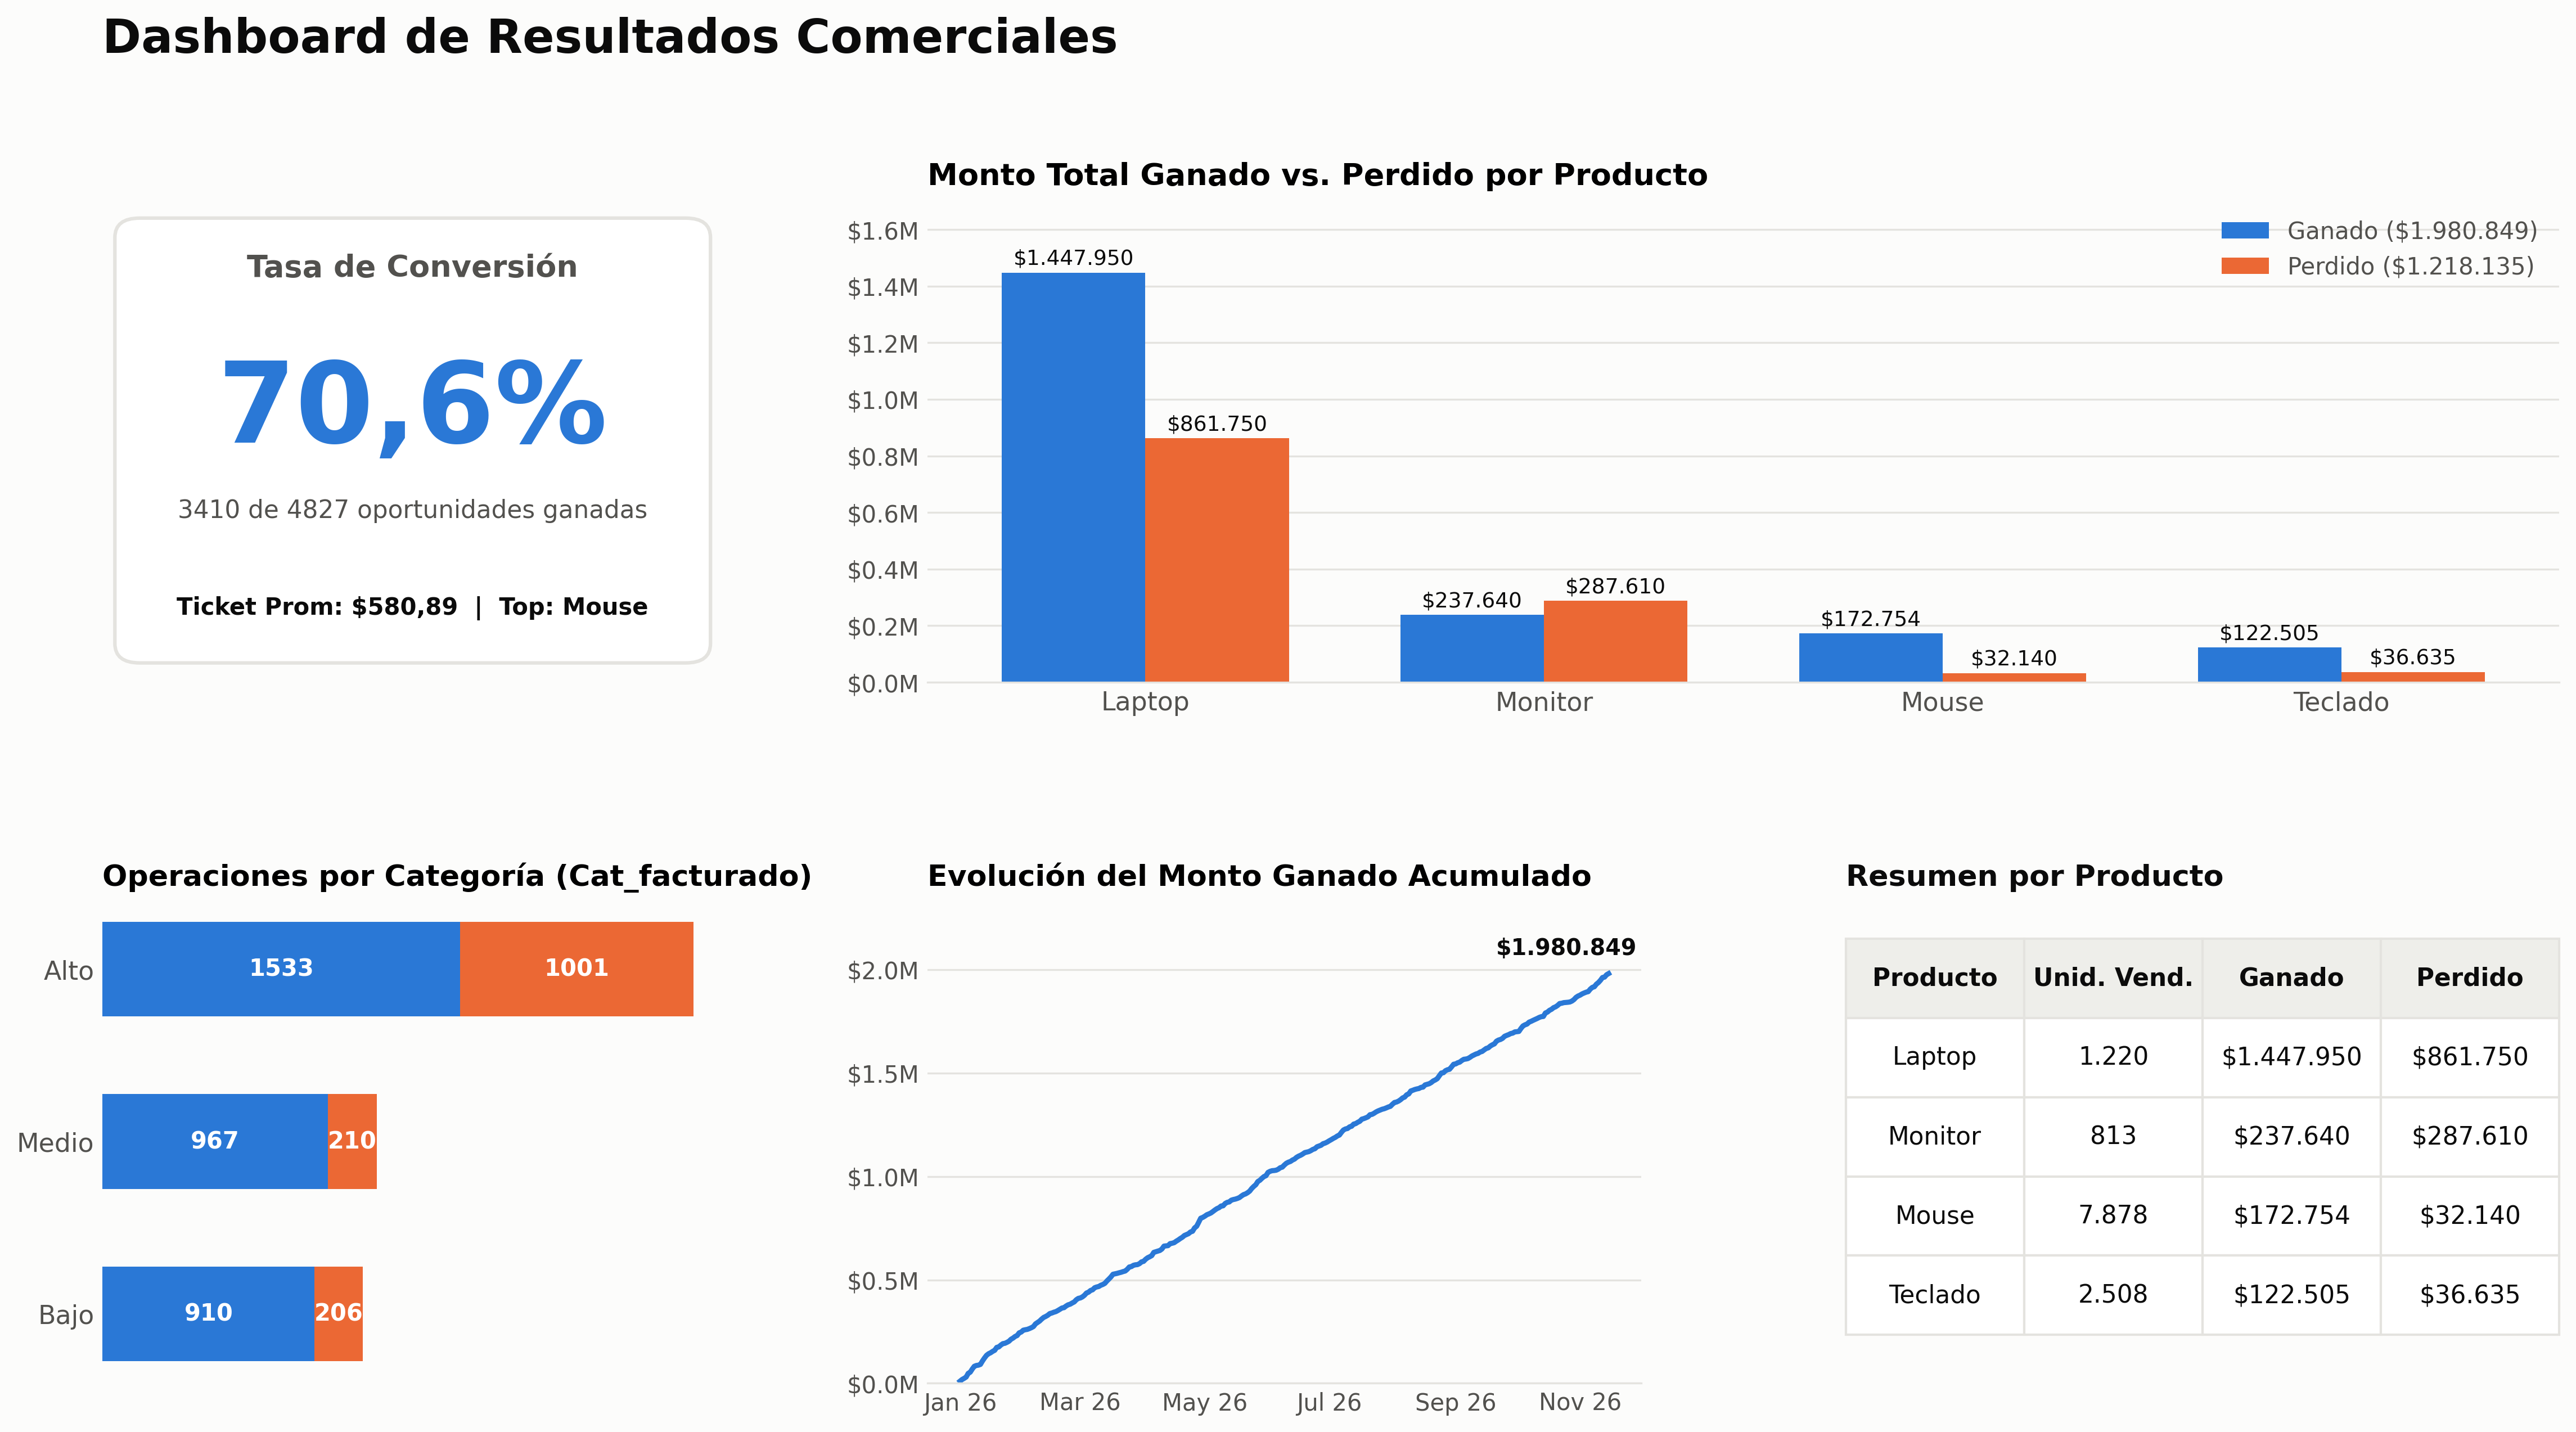 Dashboard de Resultados Comerciales
Tasa de Conversión
70,6%
3410 de 4827 oportunidades ganadas
Ticket Prom: $580,89 | Top: Mouse
Monto Total Ganado vs. Perdido por Producto
Ganado ($1.980.849)
Perdido ($1.218.135)
$1.6M
$1.4M
$1.2M
$1.0M
$0.8M
$0.6M
$0.4M
$0.2M
$0.0M
$1.447.950
$861.750
$237.640
$287.610
$172.754
$32.140
$122.505
$36.635
Laptop
Monitor
Mouse
Teclado
Operaciones por Categoría (Cat_facturado)
Alto
1533
1001
Medio
967
210
Bajo
910
206
Evolución del Monto Ganado Acumulado
$1.980.849
$2.0M
$1.5M
$1.0M
$0.5M
$0.0M
Jan 26
Mar 26
May 26
Jul 26
Sep 26
Nov 26
Resumen por Producto
Producto Unid. Vend. Ganado Perdido
Laptop 1.220 $1.447.950 $861.750
Monitor 813 $237.640 $287.610
Mouse 7.878 $172.754 $32.140
Teclado 2.508 $122.505 $36.635